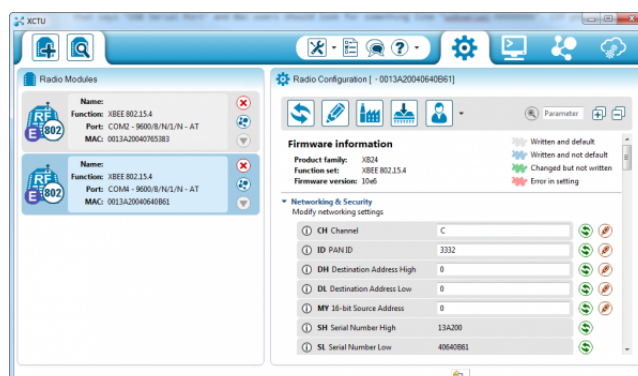 XCTU
Radio Modules
Name:
Function: XBEE 802.15.4
Port: COM2 - 9600/8/N/1/N - AT
MAC: 0013A20040765383
RF
E 802
Name:
Function: XBEE 802.15.4
Port: COM4 - 9600/8/N/1/N - AT
MAC: 0013A20040640B61
RF
E 802
Radio Configuration [ - 0013A20040640B61]
Parameter
Firmware information
Product family: XB24
Function set: XBEE 802.15.4
Firmware version: 10e6
Written and default
Written and not default
Changed but not written
Error in setting
Networking & Security
Modify networking settings
CH Channel C
ID PAN ID 3332
DH Destination Address High 0
DL Destination Address Low 0
MY 16-bit Source Address 0
SH Serial Number High 13A200
SL Serial Number Low 40640B61